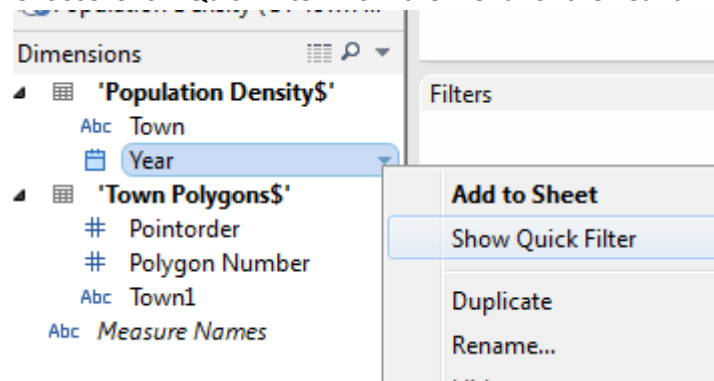 Dimensions
'Population Density$'
Abc Town
Year
'Town Polygons$'
# Pointorder
# Polygon Number
Abc Town1
Abc Measure Names
Filters
Add to Sheet
Show Quick Filter
Duplicate
Rename...